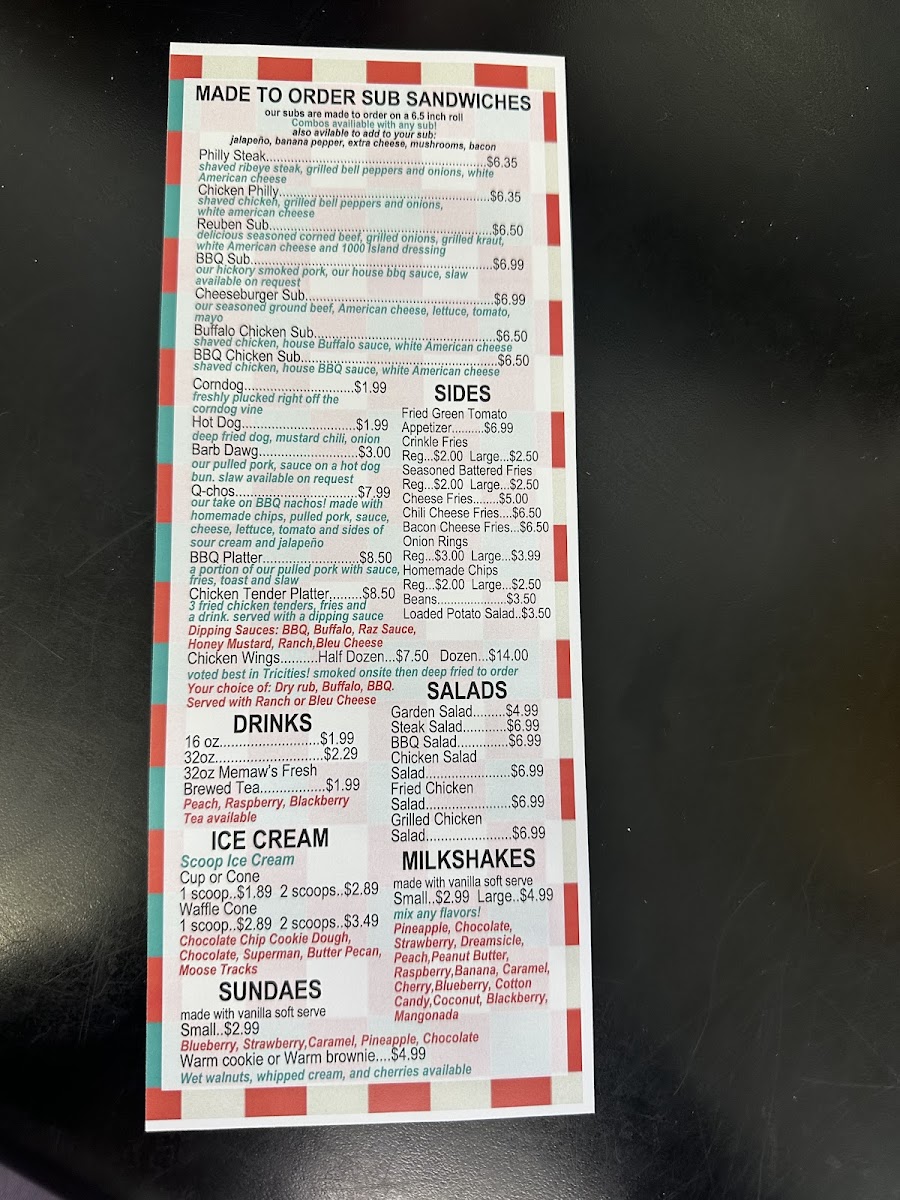 MADE TO ORDER SUB SANDWICHES
our subs are made to order on a 6.5 inch roll
Combos availiable with any sub!
also avilable to add to your sub:
jalapeño, banana pepper, extra cheese, mushrooms, bacon
Philly Steak...$6.35
shaved ribeye steak, grilled bell peppers and onions, white
American cheese
Chicken Philly...$6.35
shaved chicken, grilled bell peppers and onions,
white american cheese
Reuben Sub...$6.50
delicious seasoned corned beef, grilled onions, grilled kraut,
white American cheese and 1000 Island dressing
BBQ Sub...$6.99
our hickory smoked pork, our house bbq sauce, slaw
available on request
Cheeseburger Sub...$6.99
our seasoned ground beef, American cheese, lettuce, tomato,
mayo
Buffalo Chicken Sub...$6.50
shaved chicken, house Buffalo sauce, white American cheese
BBQ Chicken Sub...$6.50
shaved chicken, house BBQ sauce, white American cheese
Corndog...$1.99
freshly plucked right off the
corndog vine
Hot Dog...$1.99
deep fried dog, mustard chili, onion
Barb Dawg...$3.00
our pulled pork, sauce on a hot dog
bun. slaw available on request
Q-chos...$7.99
our take on BBQ nachos! made with
homemade chips, pulled pork, sauce,
cheese, lettuce, tomato and sides of
sour cream and jalapeño
BBQ Platter...$8.50
a portion of our pulled pork with sauce,
fries, toast and slaw
Chicken Tender Platter...$8.50
3 fried chicken tenders, fries and
a drink. served with a dipping sauce
Dipping Sauces: BBQ, Buffalo, Raz Sauce,
Honey Mustard, Ranch,Bleu Cheese
SIDES
Fried Green Tomato
Appetizer...$6.99
Crinkle Fries
Reg...$2.00 Large...$2.50
Seasoned Battered Fries
Reg...$2.00 Large...$2.50
Cheese Fries...$5.00
Chili Cheese Fries....$6.50
Bacon Cheese Fries...$6.50
Onion Rings
Reg...$3.00 Large...$3.99
Homemade Chips
Reg...$2.00 Large...$2.50
Beans...$3.50
Loaded Potato Salad..$3.50
Chicken Wings...Half Dozen...$7.50 Dozen...$14.00
voted best in Tricities! smoked onsite then deep fried to order
Your choice of: Dry rub, Buffalo, BBQ.
Served with Ranch or Bleu Cheese
DRINKS
16 oz...$1.99
32oz...$2.29
32oz Memaw's Fresh
Brewed Tea...$1.99
Peach, Raspberry, Blackberry
Tea available
ICE CREAM
Scoop Ice Cream
Cup or Cone
1 scoop..$1.89 2 scoops..$2.89
Waffle Cone
1 scoop..$2.89 2 scoops..$3.49
Chocolate Chip Cookie Dough,
Chocolate, Superman, Butter Pecan,
Moose Tracks
SALADS
Garden Salad...$4.99
Steak Salad...$6.99
BBQ Salad...$6.99
Chicken Salad
Salad...$6.99
Fried Chicken
Salad...$6.99
Grilled Chicken
Salad...$6.99
MILKSHAKES
made with vanilla soft serve
Small..$2.99 Large..$4.99
mix any flavors!
Pineapple, Chocolate,
Strawberry, Dreamsicle,
Peach,Peanut Butter,
Raspberry,Banana, Caramel,
Cherry,Blueberry, Cotton
Candy,Coconut, Blackberry,
Mangonada
SUNDAES
made with vanilla soft serve
Small..$2.99
Blueberry, Strawberry,Caramel, Pineapple, Chocolate
Warm cookie or Warm brownie....$4.99
Wet walnuts, whipped cream, and cherries available